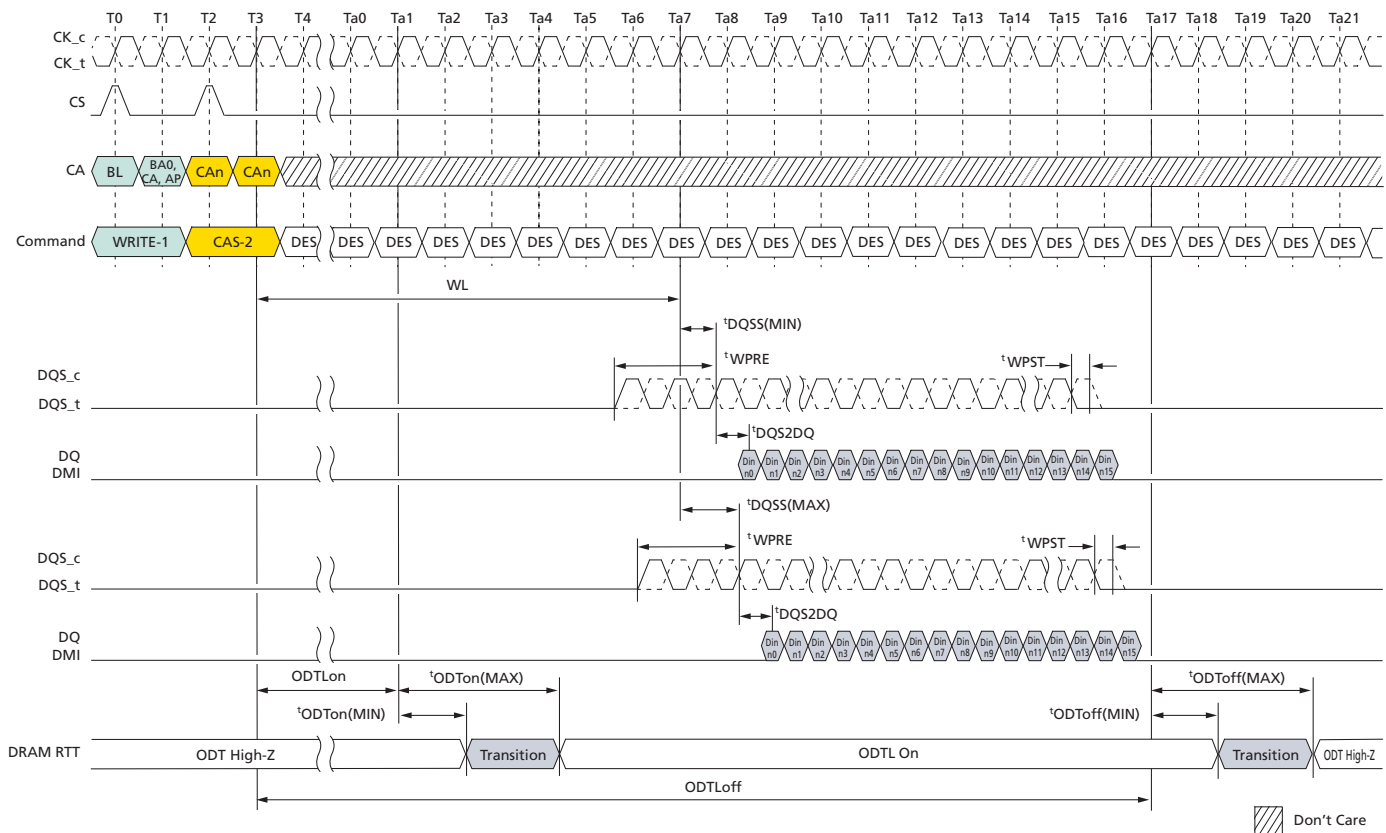 T0 T1 T2 T3 T4 Ta0 Ta1 Ta2 Ta3 Ta4 Ta5 Ta6 Ta7 Ta8 Ta9 Ta10 Ta11 Ta12 Ta13 Ta14 Ta15 Ta16 Ta17 Ta18 Ta19 Ta20 Ta21
CK_c
CK_t
CS
CA BL BA0, CA, AP CAn CAn
Command WRITE-1 CAS-2 DES DES DES DES DES DES DES DES DES DES DES DES DES DES DES DES DES DES DES DES DES DES DES
WL
tDQSS(MIN)
tWPRE tWPST
DQS_c
DQS_t
tDQS2DQ
DQ
DMI
Din n0 Din n1 Din n2 Din n3 Din n4 Din n5 Din n6 Din n7 Din n8 Din n9 Din n10 Din n11 Din n12 Din n13 Din n14 Din n15
tDQSS(MAX)
tWPRE tWPST
DQS_c
DQS_t
tDQS2DQ
DQ
DMI
Din n0 Din n1 Din n2 Din n3 Din n4 Din n5 Din n6 Din n7 Din n8 Din n9 Din n10 Din n11 Din n12 Din n13 Din n14 Din n15
ODTLon tODTon(MAX) tODToff(MAX)
tODTon(MIN) tODToff(MIN)
DRAM RTT ODT High-Z Transition ODTL On Transition ODT High-Z
ODTLoff
Don't Care